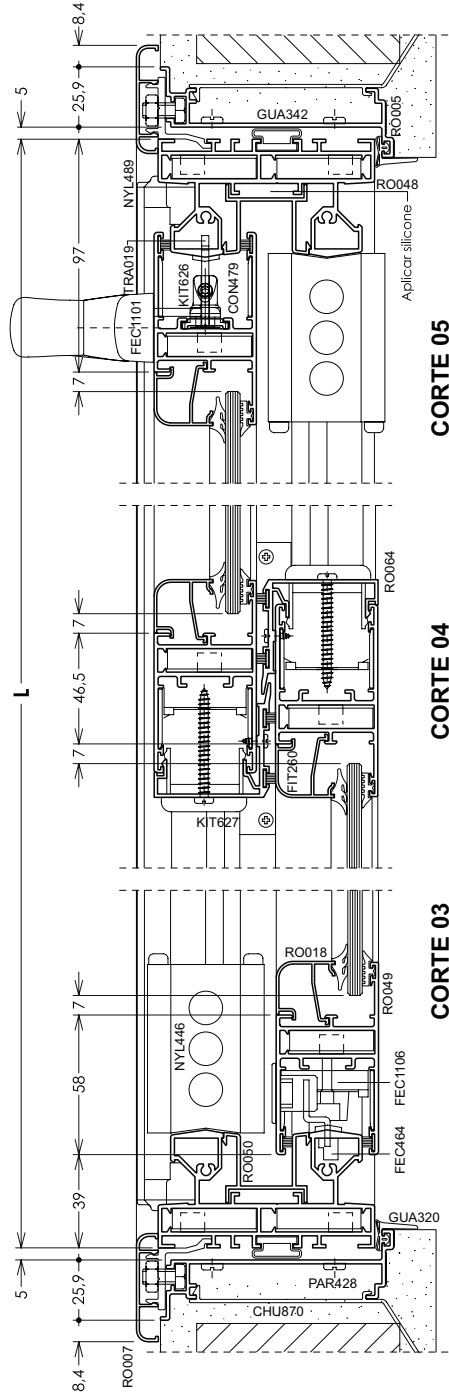 5
L
5
8,4
25,9
39
58
7
7
46,5
7
7
97
25,9
8,4
RO007
NYL489
TRA019
FEC1101
KIT626
NYL446
KIT627
CON479
RO050
CHU870
GUA342
RO018
FIT260
PAR428
RO049
RO064
RO048
RO005
GUA320
FEC464
FEC1106
Aplicar silicone
CORTE 03
CORTE 04
CORTE 05